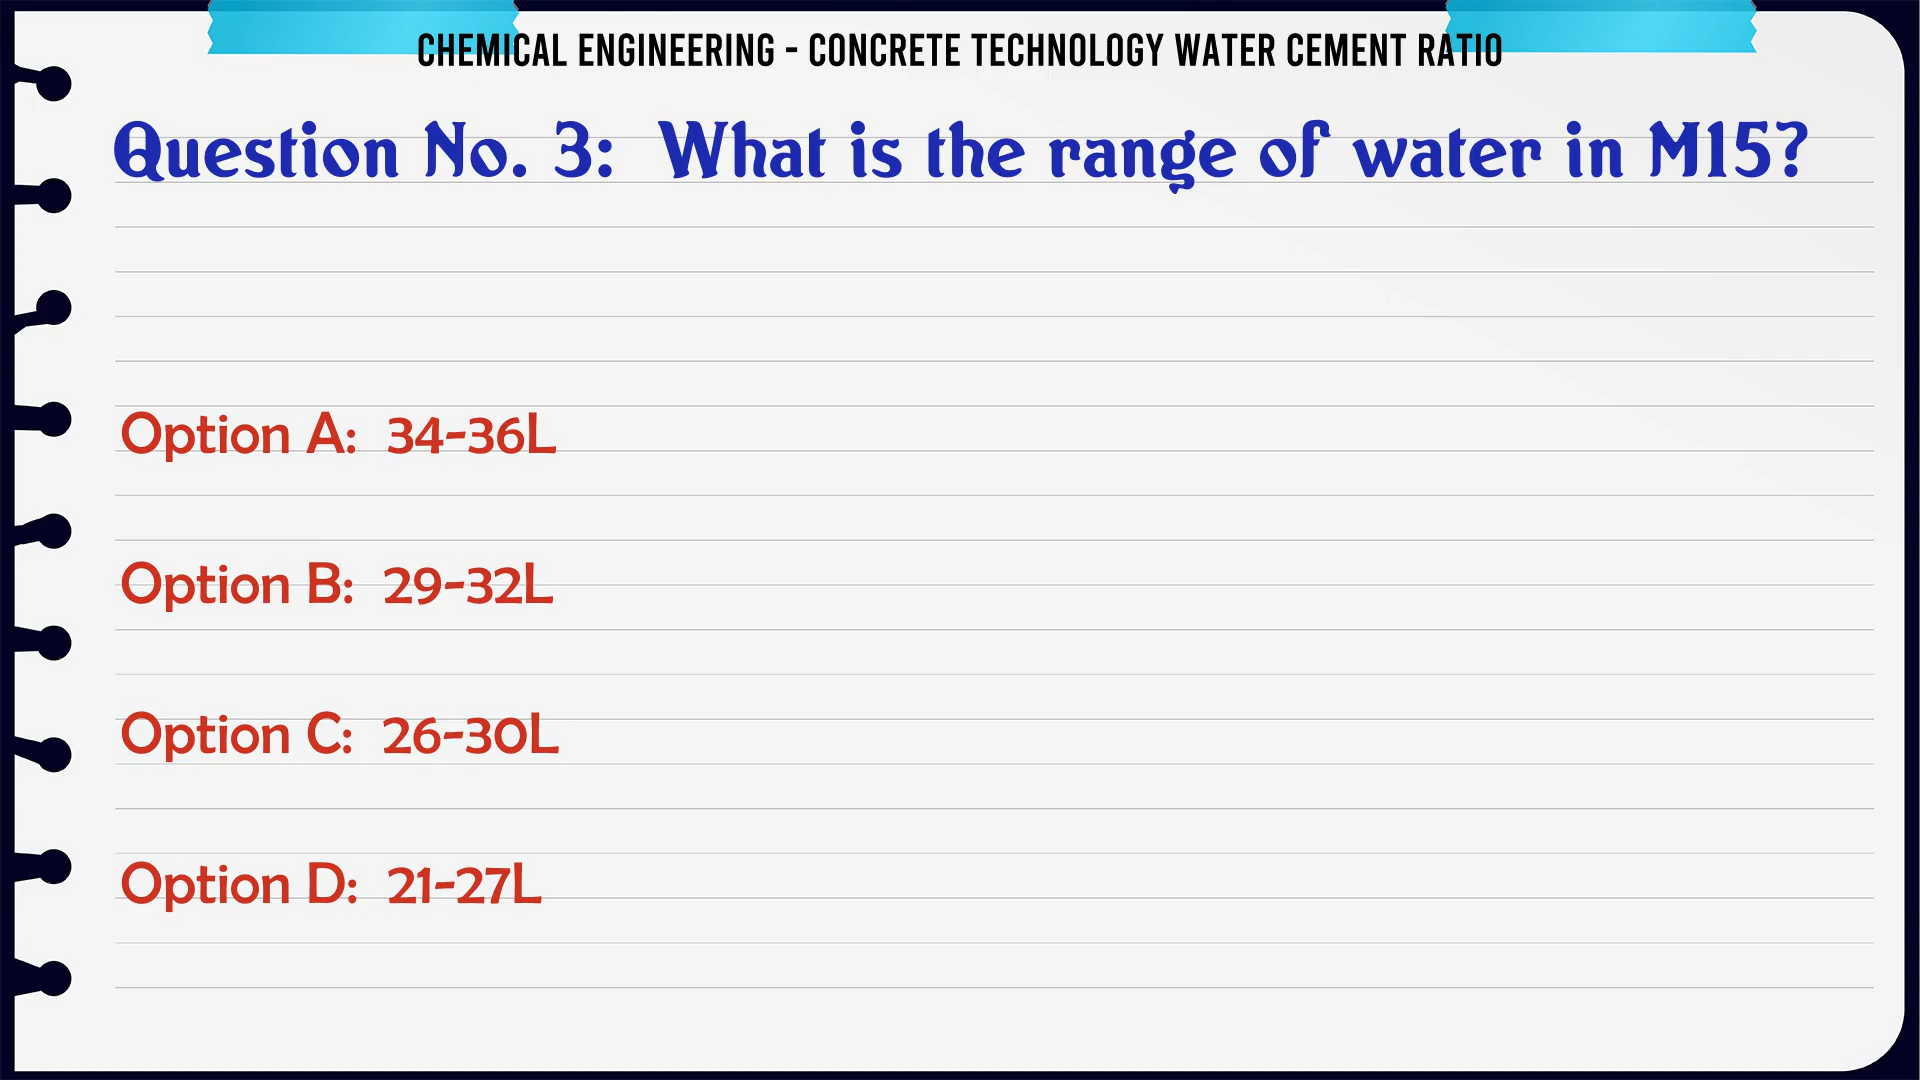 CHEMICAL ENGINEERING - CONCRETE TECHNOLOGY WATER CEMENT RATIO
Question No. 3: What is the range of water in M15?
Option A: 34-36L
Option B: 29-32L
Option C: 26-30L
Option D: 21-27L